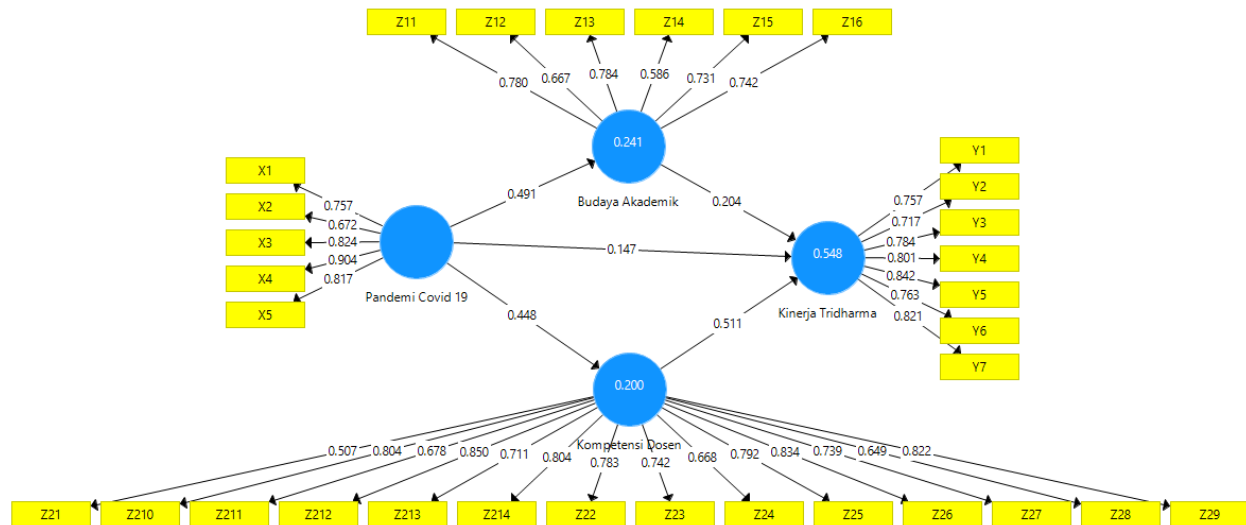 Z11 Z12 Z13 Z14 Z15 Z16
0.780 0.667 0.784 0.586 0.731 0.742
0.241
Budaya Akademik
X1
X2
X3
X4
X5
0.757
0.672
0.824
0.904
0.817
Pandemi Covid 19
0.491
0.204
0.147
0.448
0.511
0.548
Kinerja Tridharma
Y1
Y2
Y3
Y4
Y5
Y6
Y7
0.757
0.717
0.784
0.801
0.842
0.763
0.821
0.200
Kompetensi Dosen
0.507 0.804 0.678 0.850 0.711 0.804 0.783 0.742 0.668 0.792 0.834 0.739 0.649 0.822
Z21 Z210 Z211 Z212 Z213 Z214 Z22 Z23 Z24 Z25 Z26 Z27 Z28 Z29